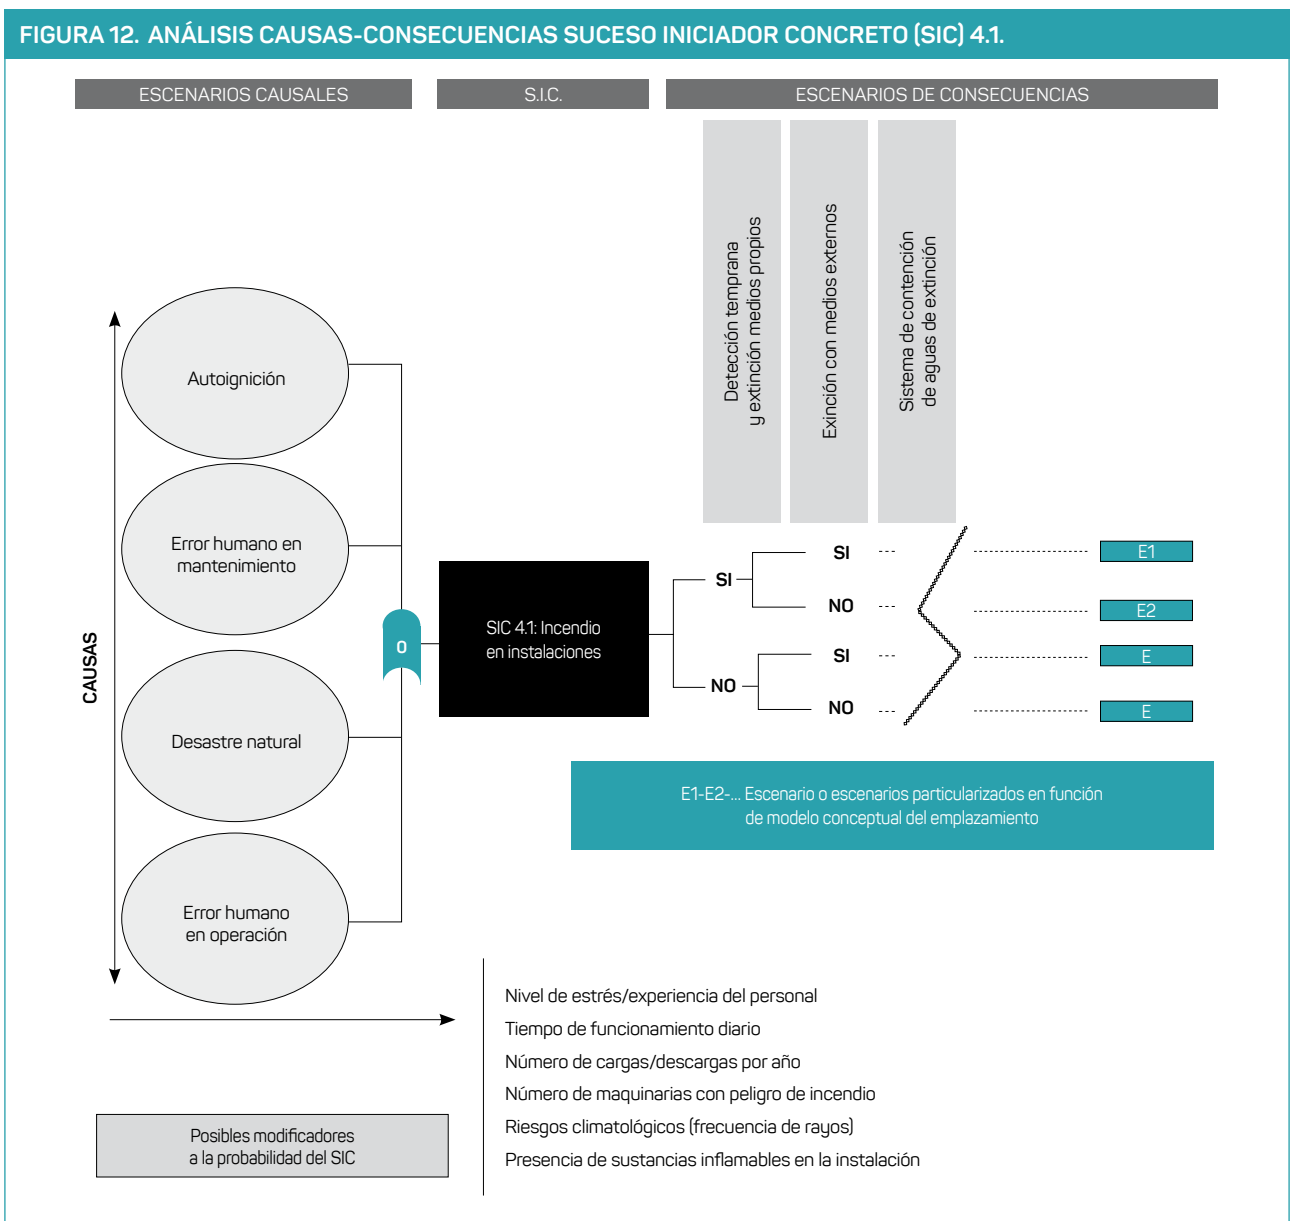 FIGURA 12. ANÁLISIS CAUSAS-CONSECUENCIAS SUCESO INICIADOR CONCRETO (SIC) 4.1.
ESCENARIOS CAUSALES
S.I.C.
ESCENARIOS DE CONSECUENCIAS
Detección temprana
y extinción medios propios
Exinción con medios externos
Sistema de contención
de aguas de extinción
CAUSAS
Autoignición
Error humano en
mantenimiento
Desastre natural
Error humano
en operación
O
SIC 4.1: Incendio
en instalaciones
SI
NO
SI
NO
SI
NO
E1
E2
E
E
E1-E2-... Escenario o escenarios particularizados en función
de modelo conceptual del emplazamiento
Posibles modificadores
a la probabilidad del SIC
Nivel de estrés/experiencia del personal
Tiempo de funcionamiento diario
Número de cargas/descargas por año
Número de maquinarias con peligro de incendio
Riesgos climatológicos (frecuencia de rayos)
Presencia de sustancias inflamables en la instalación